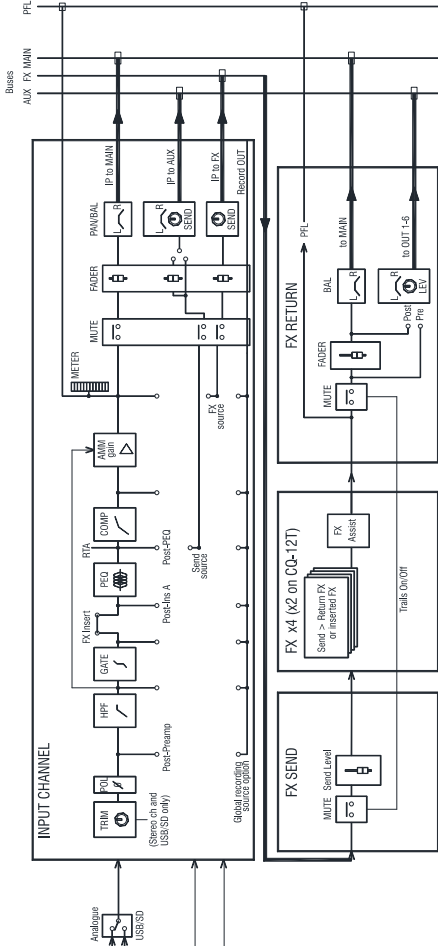 Buses
PFL
FX MAIN
AUX
INPUT CHANNEL
Analogue
USB/SD
TRIM
POL
(Stereo ch and
USB/SD only)
HPF
GATE
FX Insert
PEQ
RTA
COMP
AMM
gain
METER
MUTE
FADER
PAN/BAL
L
R
L
R
SEND
SEND
IP to MAIN
IP to AUX
IP to FX
Record OUT
Post-Preamp
Post-Ins A
Post-PEQ
Send
source
FX
source
Global recording
source option
FX SEND
MUTE
Send Level
FX x4 (x2 on CQ-12T)
Send > Return FX
or inserted FX
FX
Assist
Trails On/Off
FX RETURN
MUTE
FADER
Post
Pre
BAL
L
R
L
R
LEV
PFL
to MAIN
to OUT 1-6